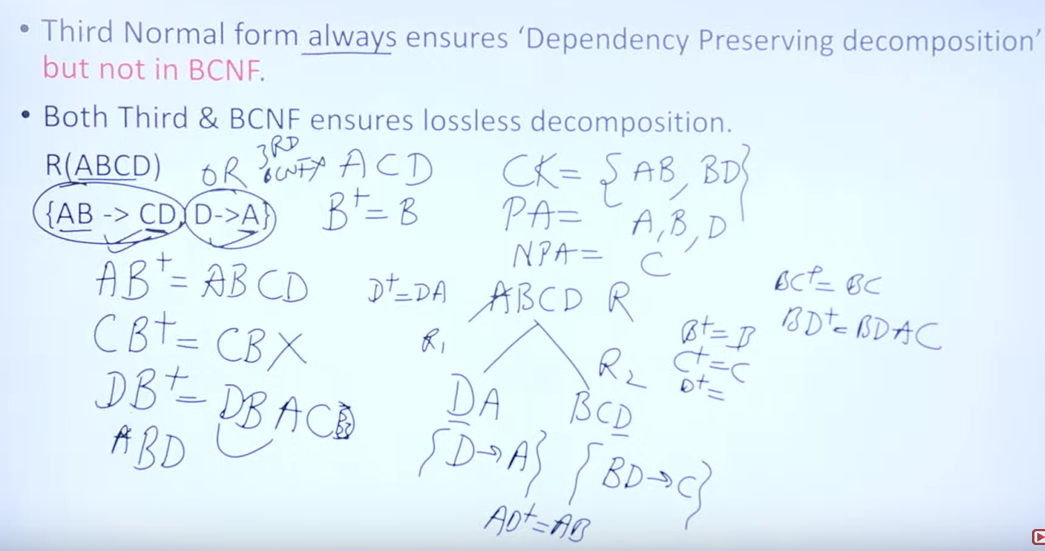 • Third Normal form always ensures 'Dependency Preserving decomposition'
but not in BCNF.
• Both Third & BCNF ensures lossless decomposition.
R(ABCD) OR 3RD ACD
{AB -> CD, D->A} B⁺= B
CK= {AB, BD}
PA= A, B, D
NPA= C
AB⁺= ABCD
CB⁺= CBX
DB⁺= DBAC
ABD
D⁺=DA
ABCD R
R₁
R₂
DA
BCD
{D→A}
{BD→C}
AD⁺=AB
B⁺=B
C⁺=C
D⁺=
BC⁺= BC
BD⁺= BDAC